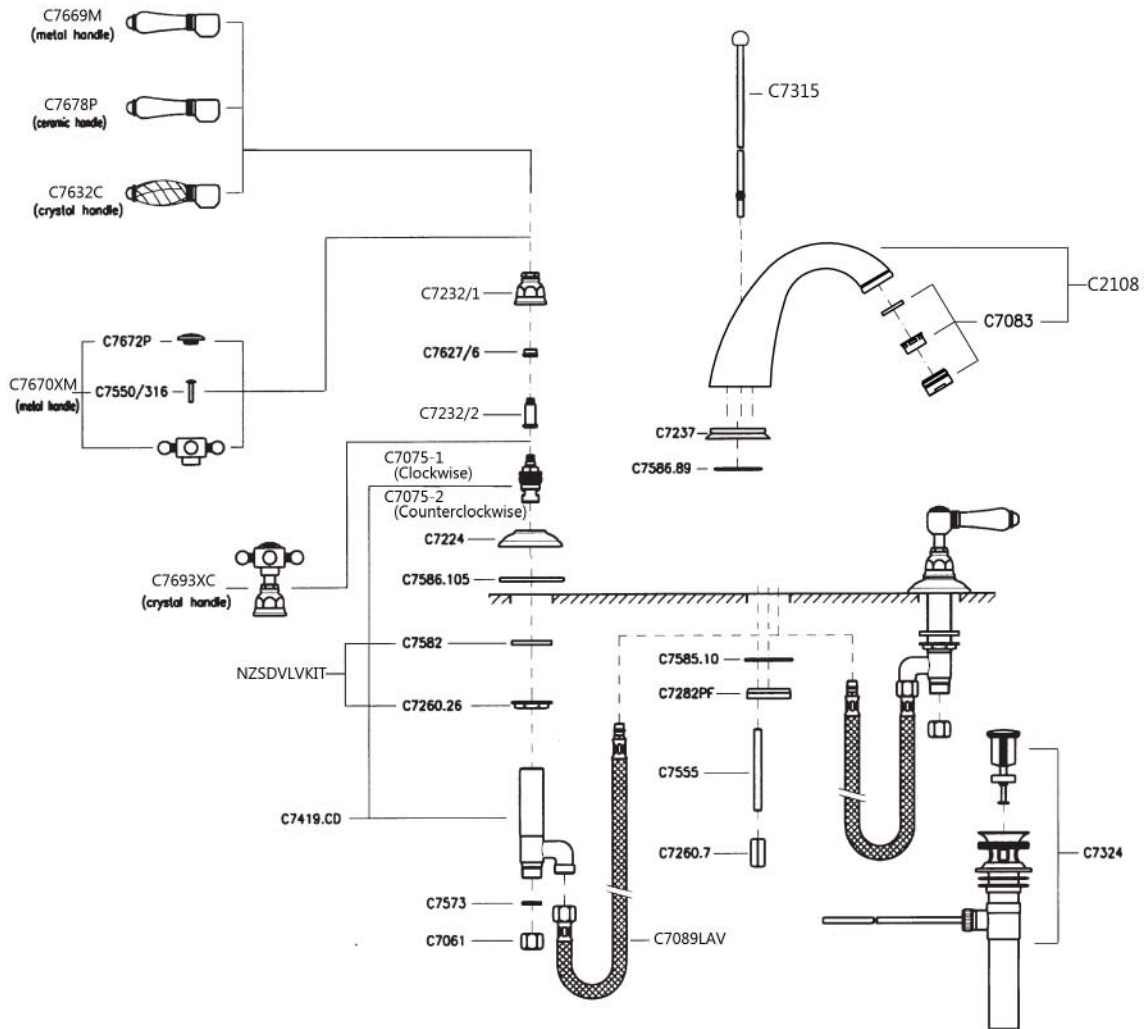 C7669M
(metal handle)
C7678P
(ceramic handle)
C7632C
(crystal handle)
C7315
C2108
C7083
C7232/1
C7672P
C7627/6
C7670XM
(metal handle)
C7550/316
C7232/2
C7237
C7586.89
C7075-1
(Clockwise)
C7075-2
(Counterclockwise)
C7224
C7586.105
C7693XC
(crystal handle)
C7582
NZSDVLVKIT
C7260.26
C7585.10
C7282PF
C7555
C7419.CD
C7260.7
C7324
C7573
C7061
C7089LAV